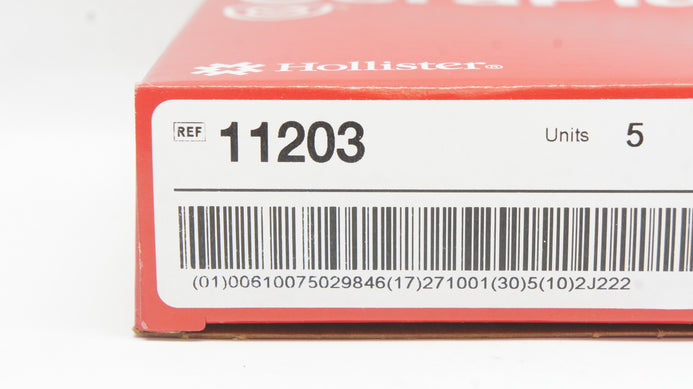 Hollister®
REF 11203 Units 5
(01)00610075029846(17)271001(30)5(10)2J222